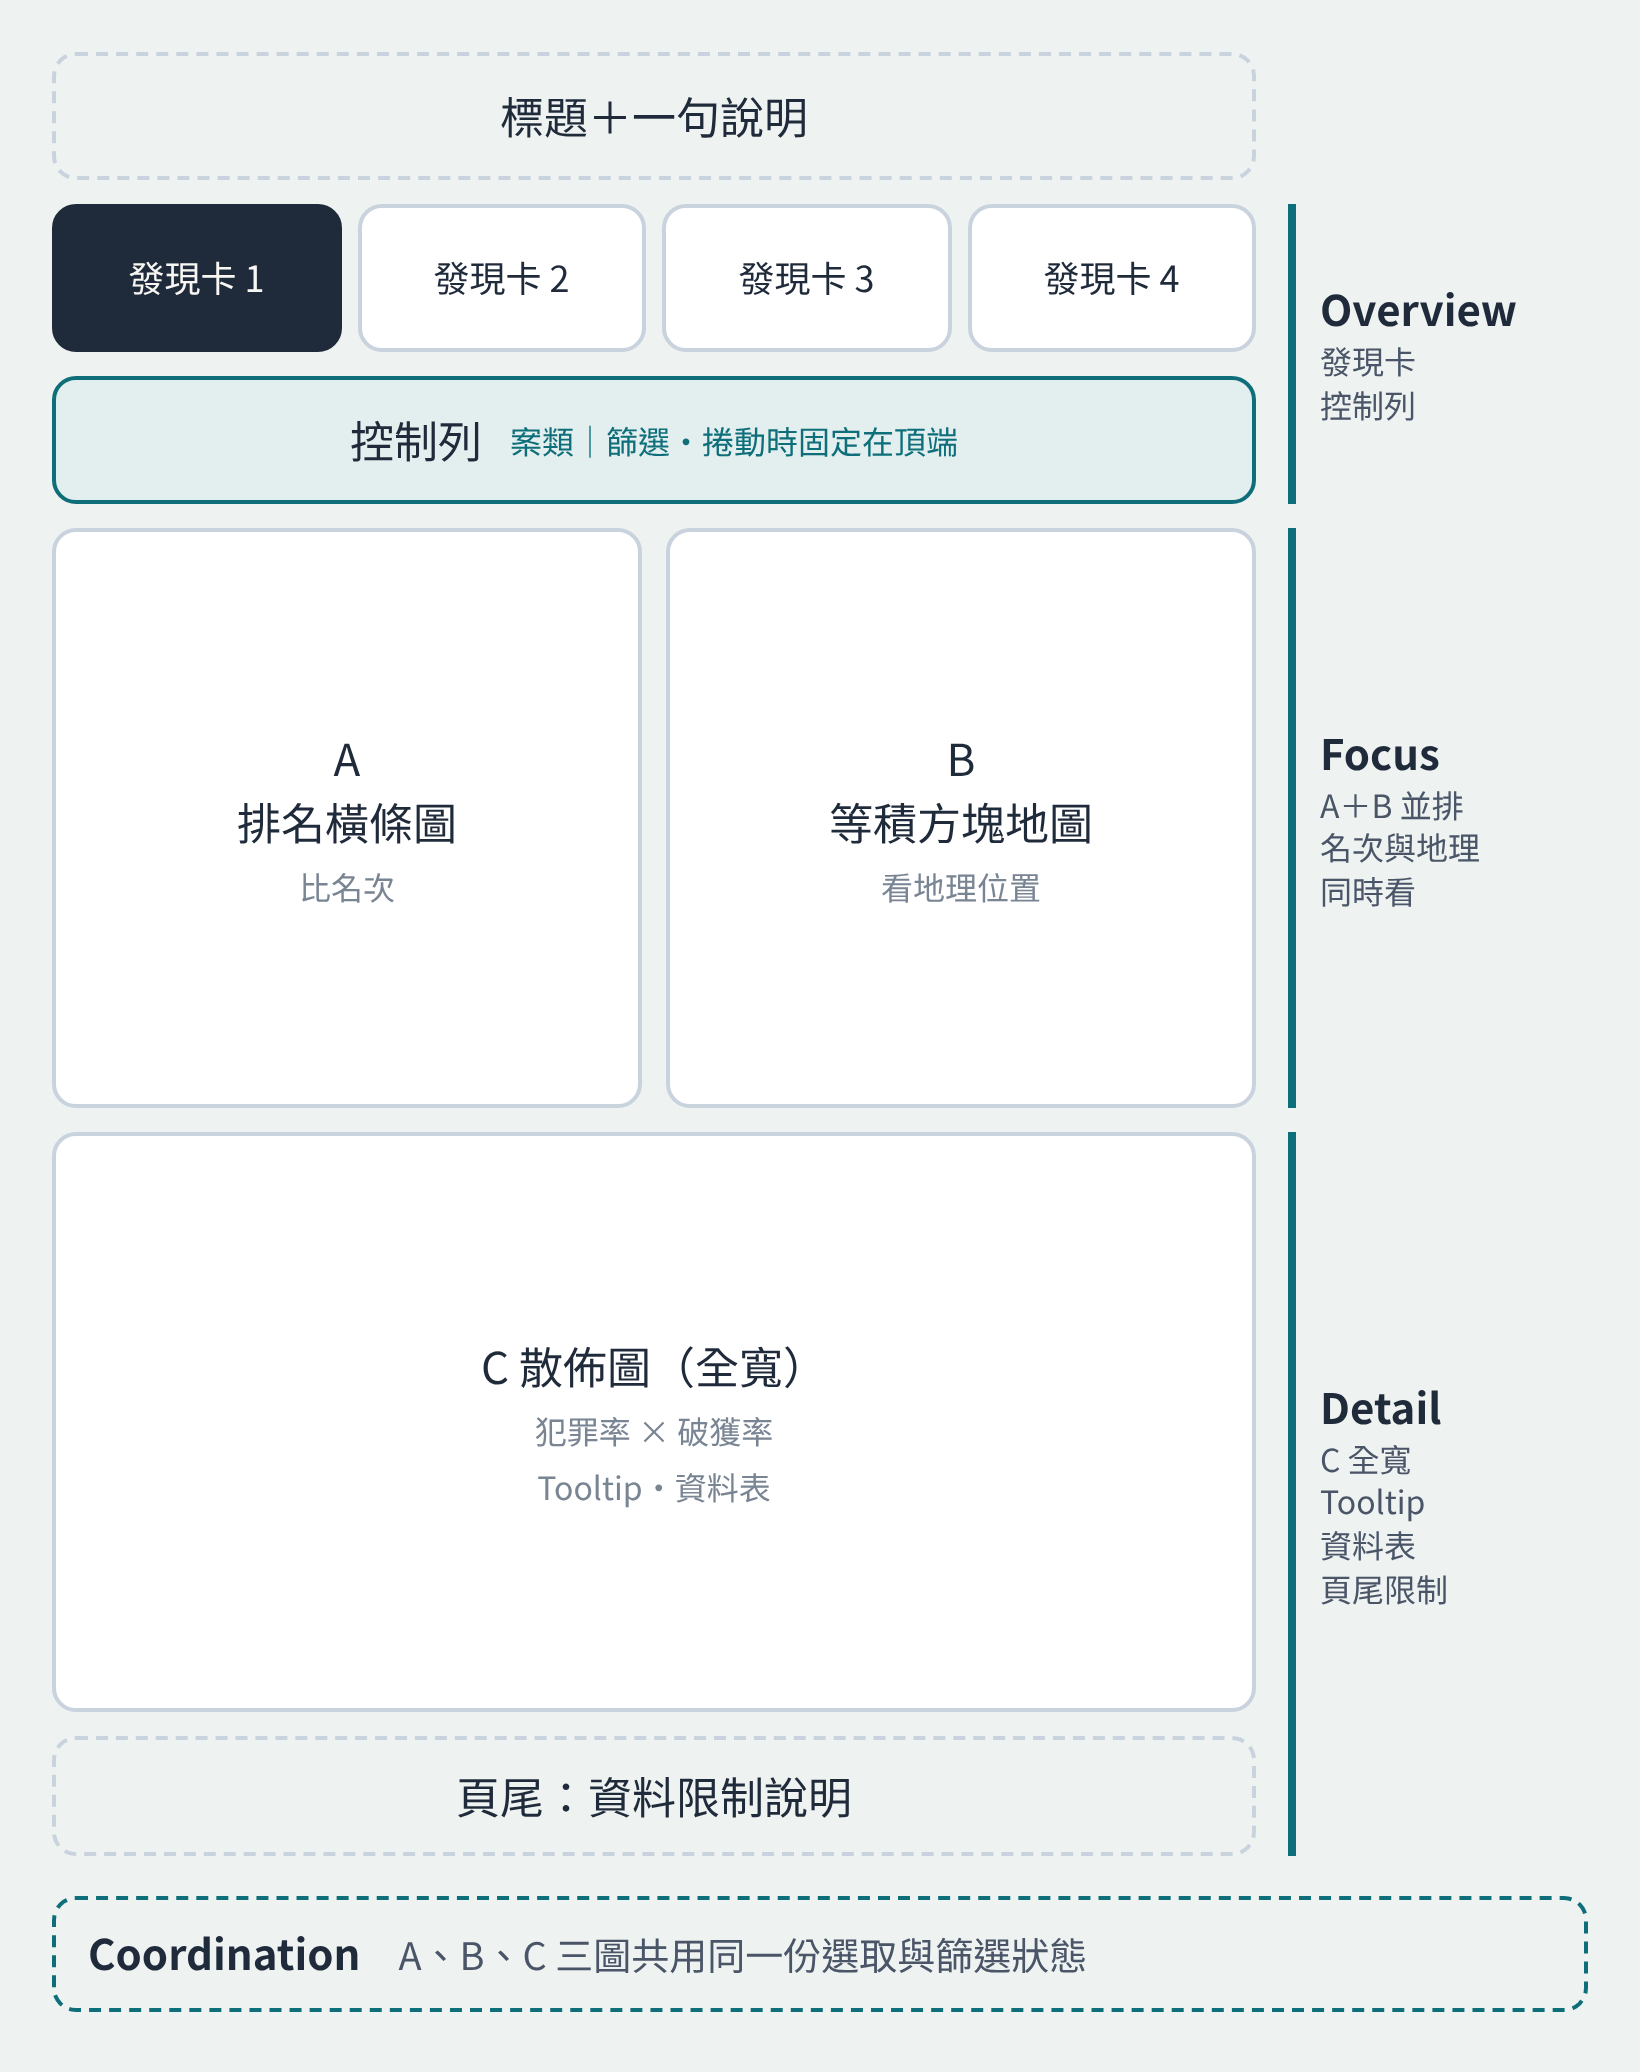 標題＋一句說明
發現卡 1
發現卡 2
發現卡 3
發現卡 4
控制列 案類｜篩選・捲動時固定在頂端
Overview
發現卡
控制列
A
排名橫條圖
比名次
B
等積方塊地圖
看地理位置
Focus
A＋B 並排
名次與地理
同時看
C 散佈圖（全寬）
犯罪率 × 破獲率
Tooltip・資料表
Detail
C 全寬
Tooltip
資料表
頁尾限制
頁尾：資料限制說明
Coordination A、B、C 三圖共用同一份選取與篩選狀態